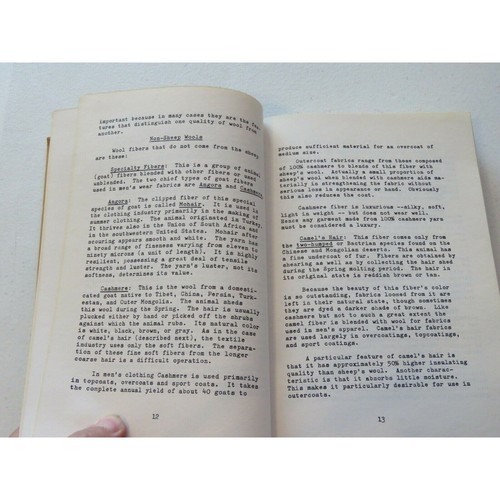 important because in many cases they are the fea-
tures that distinguish one quality of wool from
another.
Non-Sheep Wools
Wool fibers that do not come from the sheep
are these:
Specialty Fibers: This is a group of animal
(goat) fibers blended with other fibers or used
unblended. The two chief types of goat fibers
used in men's wear fabrics are Angora and Cashmere.
Angora: The clipped fiber of this special
species of goat is called Mohair. It is used in
the clothing industry primarily in the making of
summer clothing. The animal originated in Turkey.
It thrives also in the Union of South Africa and
the southwestern United States. Mohair after
scouring appears smooth and white. The yarn has
a broad range of fineness varying from eleven to
ninety microns (a unit of length). It is highly
resilient, possessing a great deal of tensile
strength and luster. The yarn's luster, not its
softness, determines its value.
Cashmere: This is the wool from a domesti-
cated goat native to Tibet, China, Persia, Turke-
stan, and Outer Mongolia. The animal sheds
this wool during the Spring. The hair is usually
plucked either by hand or picked off the shrubs
against which the animal rubs. Its natural color
is white, black, brown, or gray. As in the case
of camel's hair (described next), the textile
industry uses only the soft fibers. The separa-
tion of these fine soft fibers from the longer
coarse hair is a difficult operation.
In men's clothing Cashmere is used primarily
in topcoats, overcoats and sport coats. It takes
the complete annual yield of about 40 goats to
12
produce sufficient material for an overcoat of
medium size.
Outercoat fabrics range from those composed
of 100% cashmere to blends of this fiber with
sheep's wool. Actually a small proportion of
sheep's wool blended with cashmere aids mate-
rially in strengthening the fabric without
serious loss in appearance or hand. Obviously
this also reduces the cost.
Cashmere fiber is luxurious --silky, soft,
light in weight -- but does not wear well.
Hence any garment made from 100% cashmere yarn
must be considered a luxury.
Camel's Hair: This fiber comes only from
the two-humped or Bactrian species found on the
Chinese and Mongolian deserts. This animal has
a fine undercoat of fur. Fibers are obtained by
shearing as well as by collecting the hair shed
during the Spring molting period. The hair in
its original state is reddish brown or tan.
Because the beauty of this fiber's color
is so outstanding, fabrics loomed from it are
left in their natural state, though sometimes
they are dyed a darker shade of brown. Like
cashmere but not to such a great extent the
camel fiber is blended with wool for fabrics
used in men's apparel. Camel's hair fabrics
are used largely in overcoatings, topcoatings,
and sport coatings.
A particular feature of camel's hair is that
it has approximately 50% higher insulating
quality than sheep's wool. Another charac-
teristic is that it absorbs little moisture.
This makes it particularly desirable for use in
outercoats.
13